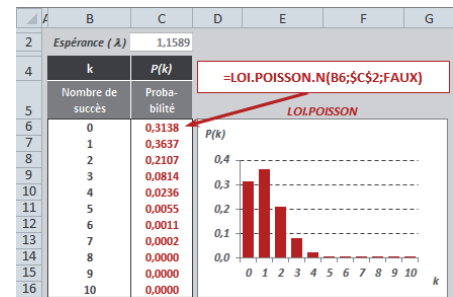 A B C D E F G
2 Espérance ( λ) 1,1589
4 k P(k)
=LOI.POISSON.N(B6;$C$2;FAUX)
5 Nombre de succès Proba-bilité
LOI.POISSON
6 0 0,3138
7 1 0,3637
8 2 0,2107
9 3 0,0814
10 4 0,0236
11 5 0,0055
12 6 0,0011
13 7 0,0002
14 8 0,0000
15 9 0,0000
16 10 0,0000
P(k)
0,4
0,3
0,2
0,1
0,0
0 1 2 3 4 5 6 7 8 9 10
k